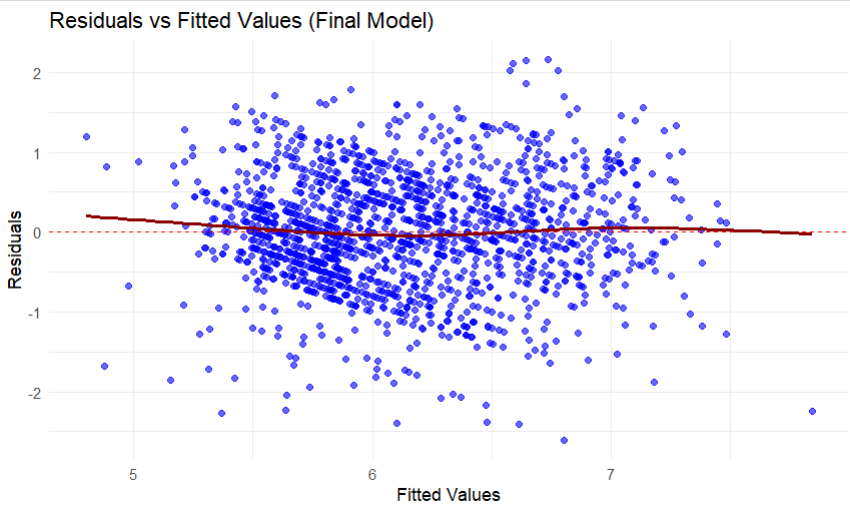 Residuals vs Fitted Values (Final Model)
2
1
0
-1
-2
Residuals
5 6 7
Fitted Values